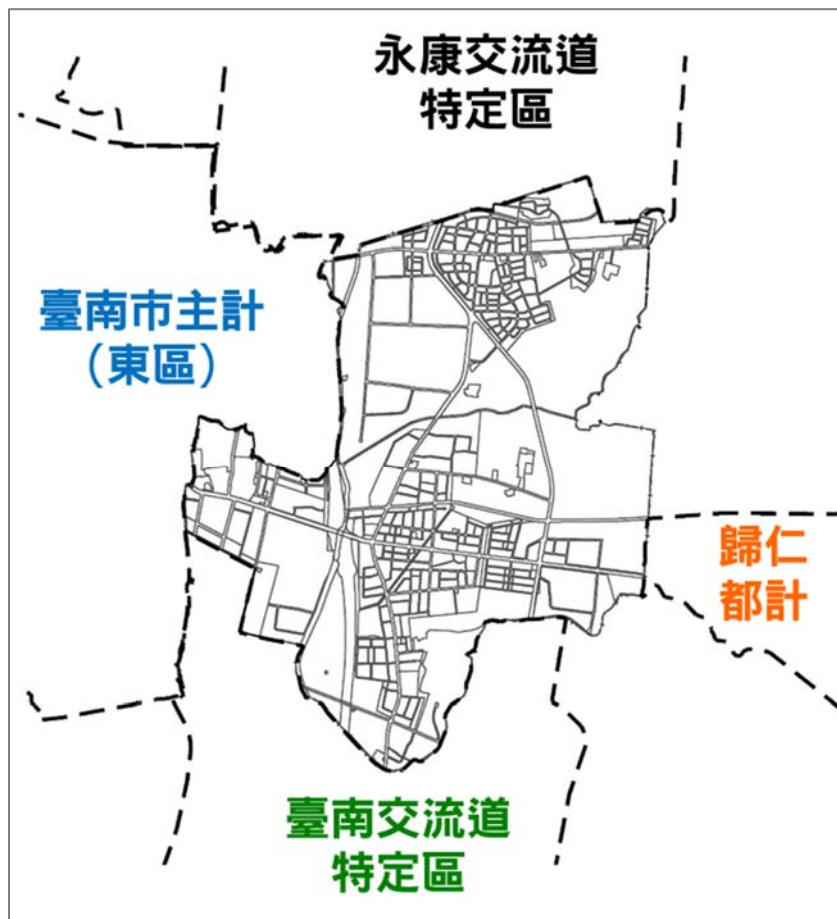 永康交流道
特定區
臺南市主計
（東區）
歸仁
都計
臺南交流道
特定區